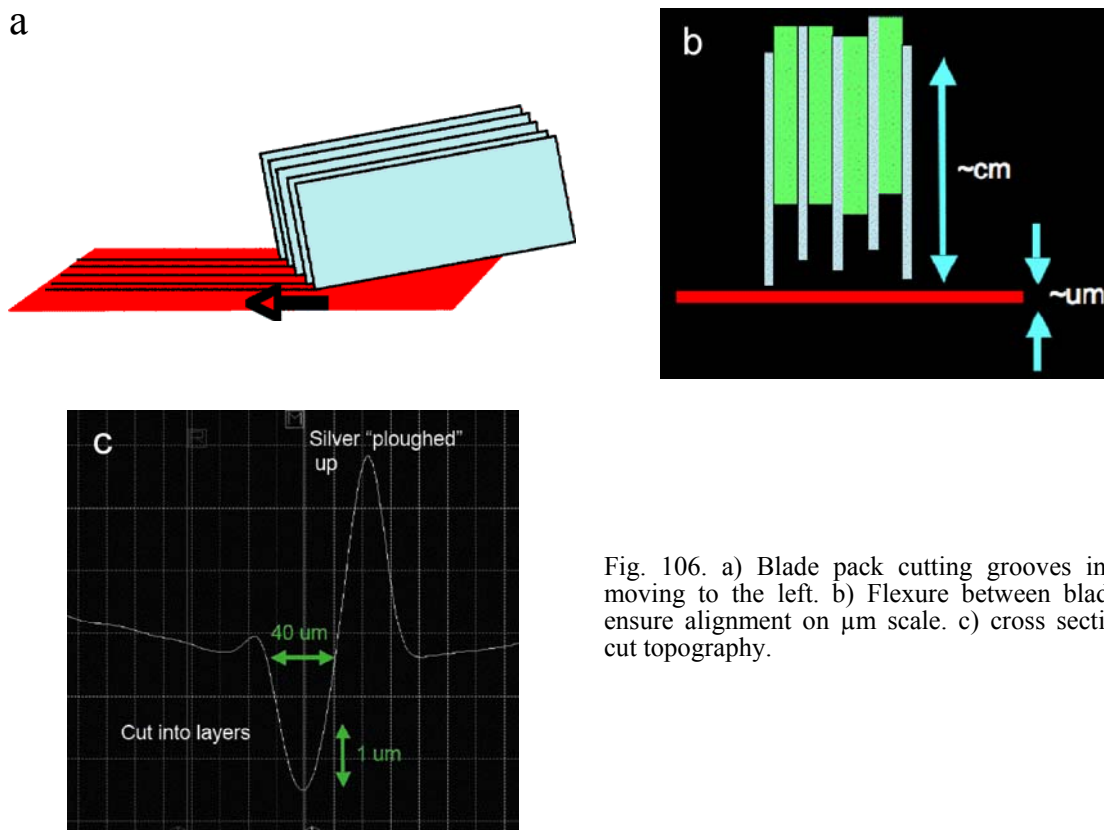 a
b
~cm
~um
c
Silver "ploughed"
up
40 um
Cut into layers
1 um
M
R
Fig. 106. a) Blade pack cutting grooves in
moving to the left. b) Flexure between blad
ensure alignment on µm scale. c) cross secti
cut topography.